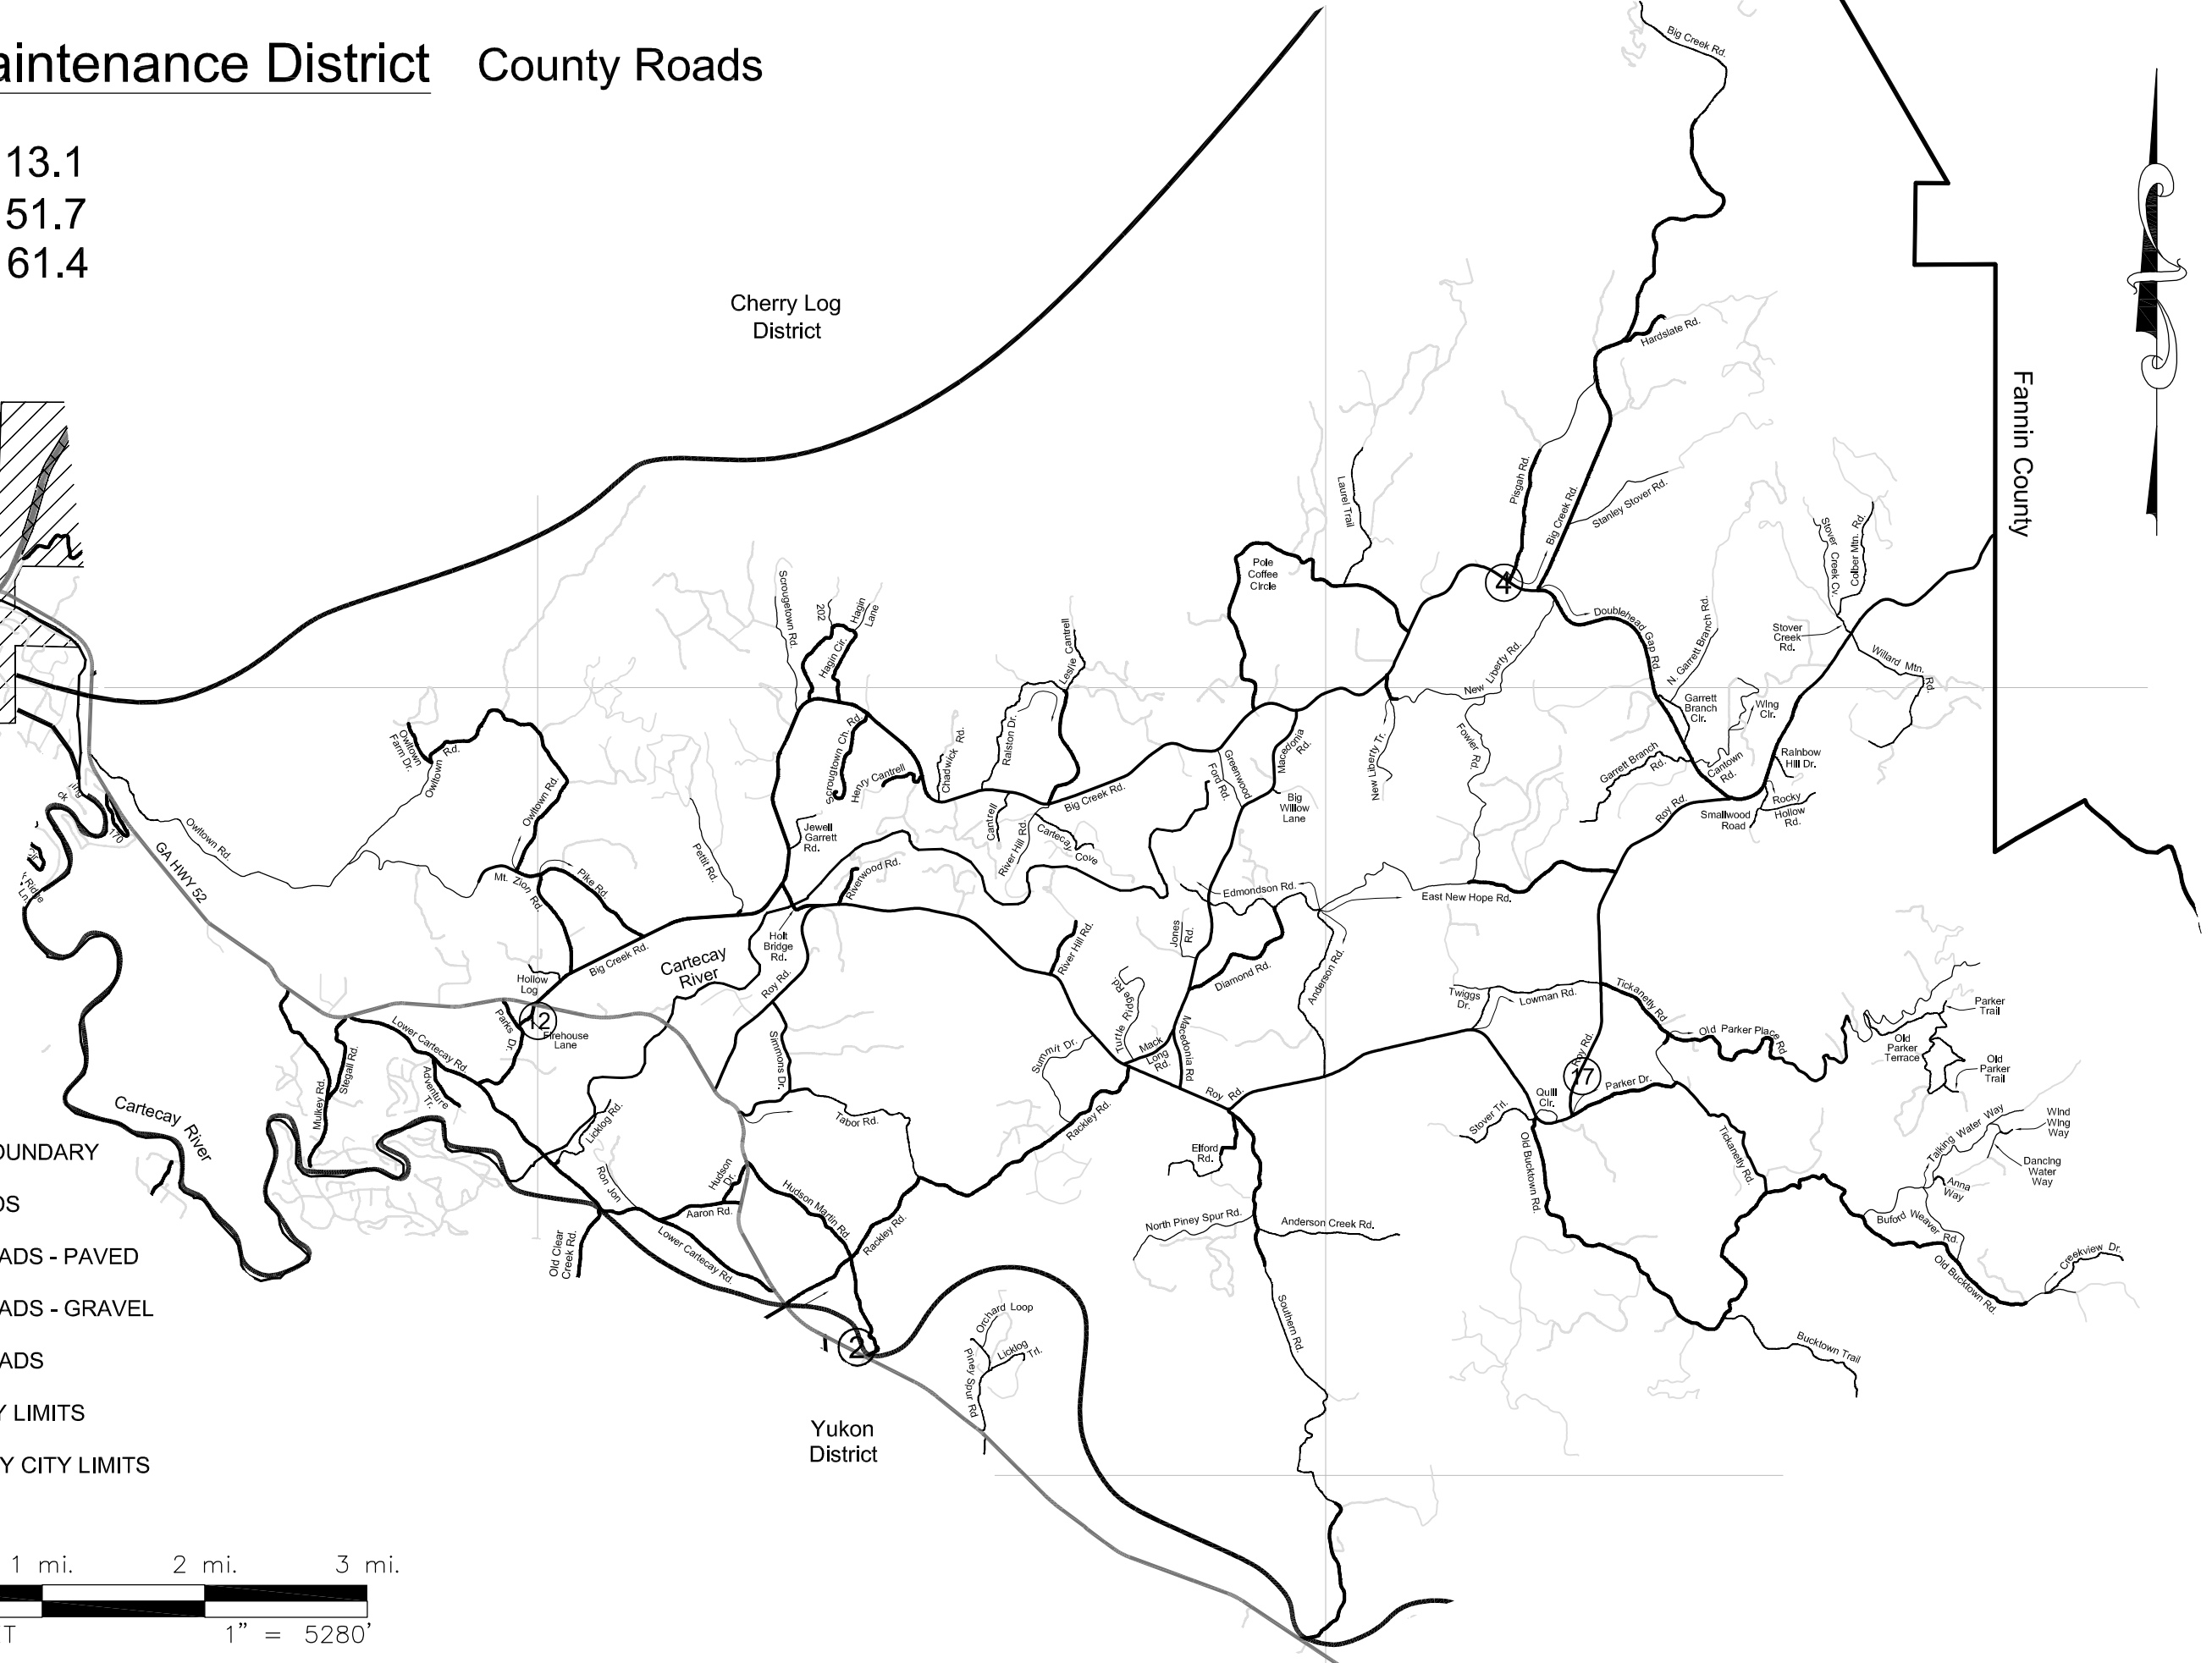 aintenance District County Roads
13.1
51.7
61.4
Cherry Log
District
Fannin County
Big Creek Rd.
Hardslate Rd.
Pisgah Rd.
Big Creek Rd.
Stanley Stover Rd.
Laurel Trail
Pole
Coffee
Circle
4
Doublehead Gap Rd.
N. Garrett Branch Rd.
Stover Creek Cv.
Colber Mtn. Rd.
Stover
Creek
Rd.
Willard Mtn.
Rd.
Garrett
Branch
Cir.
Wing
Cir.
Rainbow
Hill Dr.
Garrett Branch
Rd.
Cantown
Rd.
Rocky
Hollow
Rd.
Smallwood
Road
Roy Rd.
New Liberty Rd.
New Liberty Tr.
Fowler Rd.
Scrougetown Rd.
202
Hagin
Lane
Hagin Cir.
Leslie Cantrell
Ralston Dr.
Chadwick Rd.
Scrougtown Ch. Rd.
Henry Cantrell
Jewell
Garrett
Rd.
Cantrell
River Hill Rd.
Cartecay
Cove
Big Creek Rd.
Greenwood
Ford Rd.
Macedonia
Rd.
Big
Willow
Lane
Owltown
Farm Dr.
Owltown
Rd.
Owltown Rd.
Owltown Rd.
GA HWY 52
170
Mt. Zion Rd.
Pike Rd.
Pettit Rd.
Riverwood Rd.
Holt
Bridge
Rd.
Big Creek Rd.
Cartecay
River
Hollow
Log
12
Firehouse
Lane
Parks Dr.
Roy Rd.
Simmons Dr.
River Hill Rd.
Edmondson Rd.
East New Hope Rd.
Jones
Rd.
Diamond Rd.
Anderson Rd.
Turtle Ridge Rd.
Summit Dr.
Mack
Long
Rd.
Macedonia Rd
Roy Rd.
Rackley Rd.
Twiggs
Dr.
Lowman Rd.
Tickanetly Rd
Old Parker Place Rd.
Parker
Trail
Old
Parker
Terrace
Old
Parker
Trail
Roy Rd.
17
Quill
Cir.
Parker Dr.
Stover Trl.
Old Bucktown Rd.
Tickanetly Rd.
Talking Water Way
Wind
Wing
Way
Dancing
Water
Way
Anna
Way
Buford Weaver
Rd.
Old Bucktown Rd.
Creekview Dr.
Bucktown Trail
Lower Cartecay Rd.
Adventure
Tr.
Stegall Rd.
Mulkey Rd.
Cartecay River
Licklog Rd.
Ron Jon
Old Clear
Creek Rd.
Tabor Rd.
Hudson
Dr.
Aaron Rd.
Hudson Martin Rd.
Lower Cartecay Rd.
Rackley Rd.
Elford
Rd.
North Piney Spur Rd.
Anderson Creek Rd.
Southern Rd.
2
Orchard Loop
Licklog
Trl.
Piney Spur Rd
Yukon
District
OUNDARY
DS
ADS - PAVED
ADS - GRAVEL
ADS
Y LIMITS
Y CITY LIMITS
1 mi. 2 mi. 3 mi.
1" = 5280'